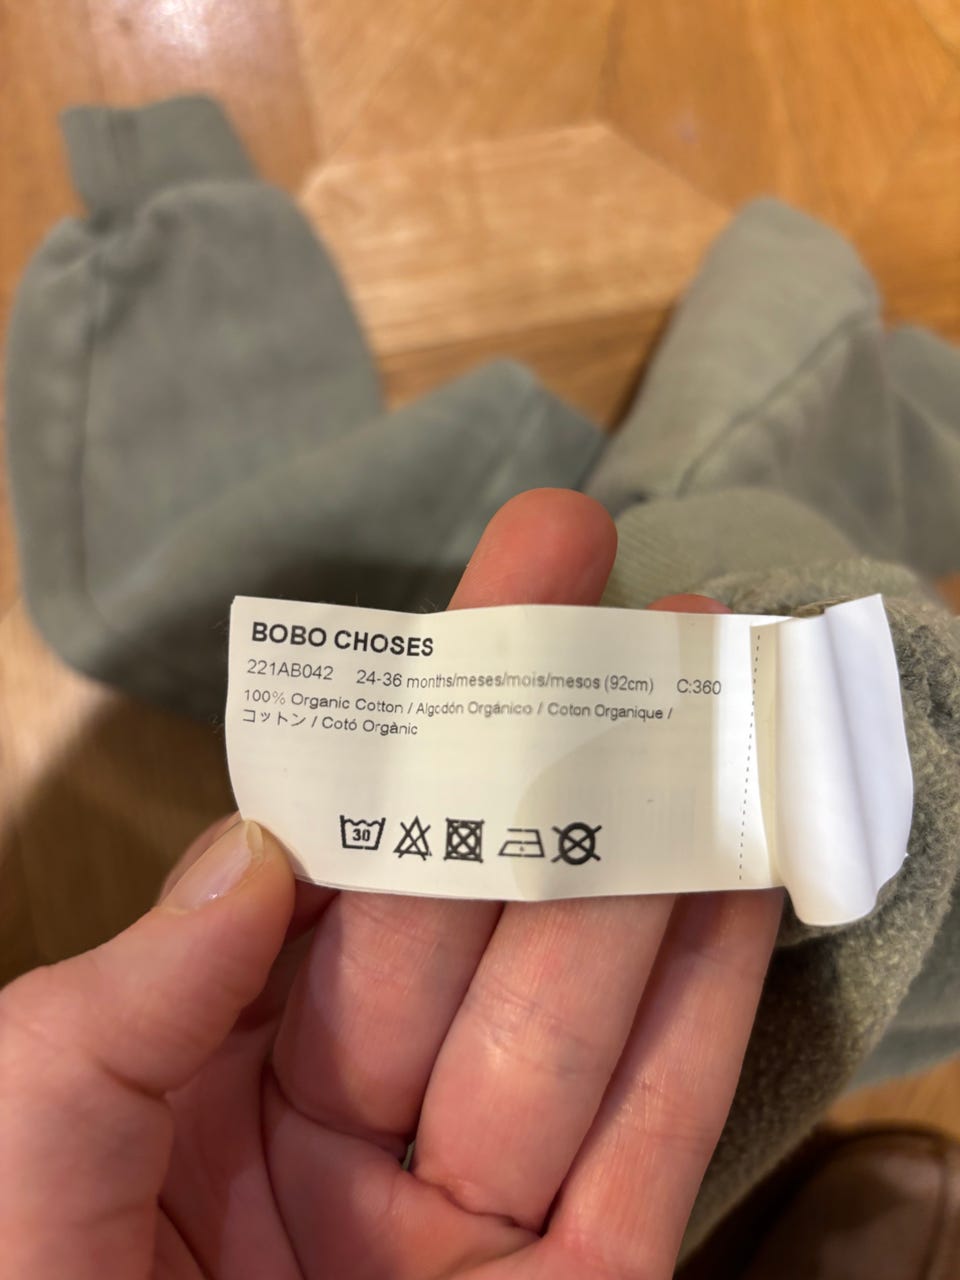 BOBO CHOSES
221AB042 24-36 months/meses/mois/mesos (92cm) C:360
100% Organic Cotton / Algodón Orgánico / Coton Organique /
コットン / Cotó Orgànic
30